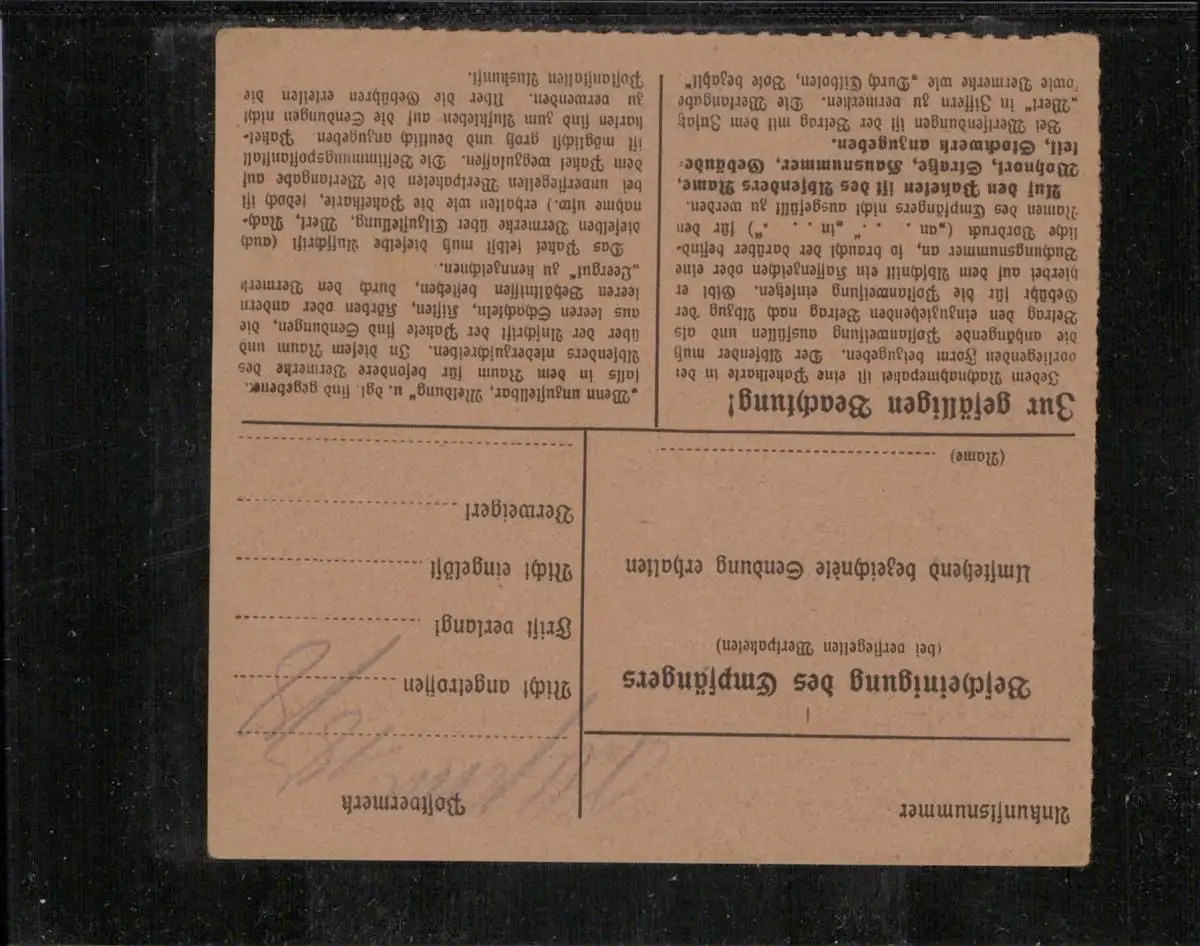 Ankunftsnummer
Postvermerk
Bescheinigung des Empfängers
(bei versiegelten Wertpaketen)
Nicht angetroffen
Frist verlangt
Umstehend bezeichnete Sendung erhalten
Nicht eingelöst
Verweigert
(Name)
Zur gefälligen Beachtung!
Jedem Nachnahmepaket ist eine Paketkarte in der
vorliegenden Form beizugeben. Der Absender muß
die anhängende Postanweisung ausfüllen und als
Betrag den einzuziehenden Betrag nach Abzug der
Gebühr für die Postanweisung einsetzen. Gibt er
hierbei auf dem Abschnitt ein Kassenzeichen oder eine
Buchungsnummer an, so braucht der darüber befind-
liche Vordruck („an . . .“ „in . . . .“) für den
Namen des Empfängers nicht ausgefüllt zu werden.
Auf den Paketen ist des Absenders Name,
Wohnort, Straße, Hausnummer, Gebäude-
teil, Stockwerk anzugeben.
Bei Wertsendungen ist der Betrag mit dem Zusatz
„Wert“ in Ziffern zu vermerken. Die Wertangabe
sowie Vermerke wie „Durch Eilboten, Bote bezahlt“
„Wenn unzustellbar, Meldung“ u. dgl. sind gegebenen-
falls in dem Raum für besondere Vermerke des
Absenders niederzuschreiben. In diesem Raum und
über der Anschrift der Pakete sind Sendungen, die
aus leeren Schachteln, Kisten, Körben oder andern
leeren Behältnissen bestehen, durch den Vermerk
„Leergut“ zu kennzeichnen.
Das Paket selbst muß dieselbe Aufschrift (auch
dieselben Vermerke über Eilzustellung, Wert, Nach-
nahme usw.) erhalten wie die Paketkarte, jedoch ist
bei unversiegelten Wertpaketen die Wertangabe auf
dem Paket wegzulassen. Die Bestimmungspostanstalt
ist möglichst groß und deutlich anzugeben. Paket-
karten sind zum Aufkleben auf die Sendungen nicht
zu verwenden. Über die Gebühren erteilen die
Postanstalten Auskunft.